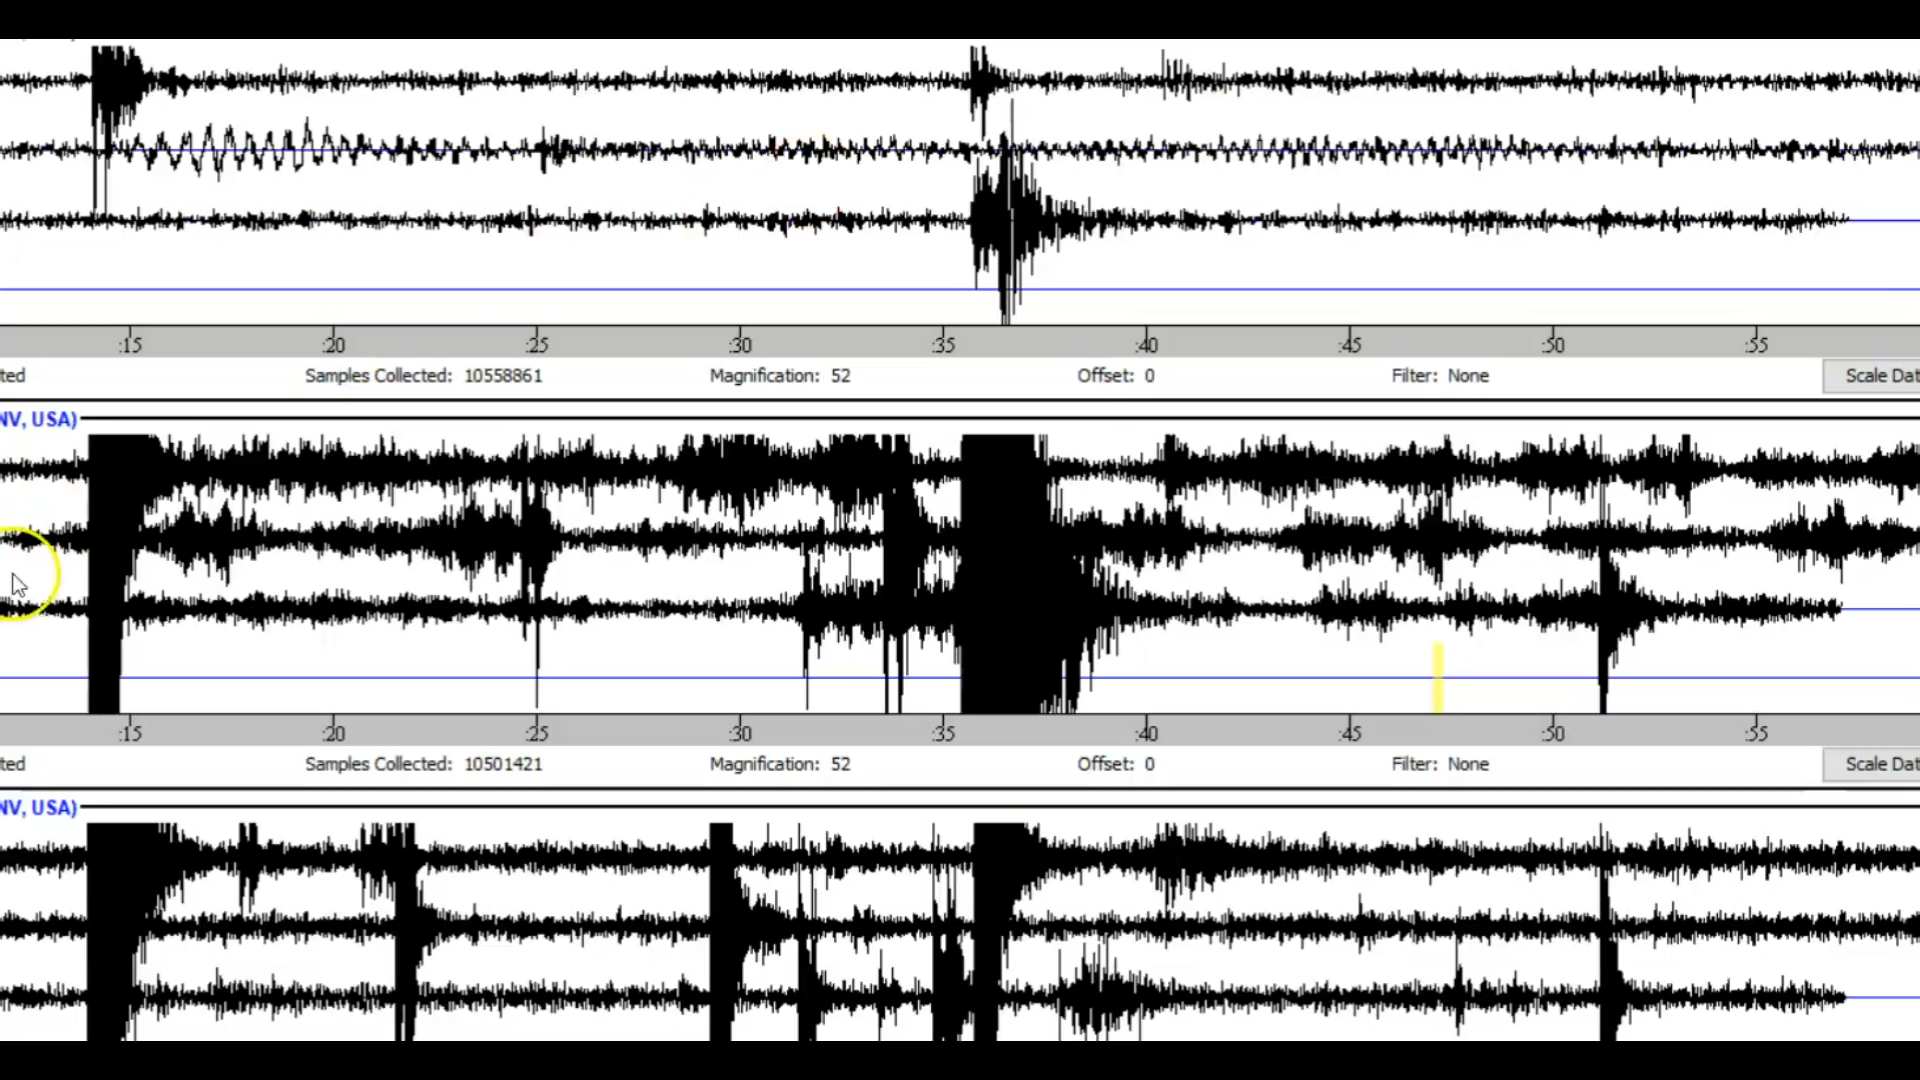 :15 :20 :25 :30 :35 :40 :45 :50 :55
ted Samples Collected: 10558861 Magnification: 52 Offset: 0 Filter: None Scale Dat
NV, USA)
:15 :20 :25 :30 :35 :40 :45 :50 :55
ted Samples Collected: 10501421 Magnification: 52 Offset: 0 Filter: None Scale Dat
NV, USA)